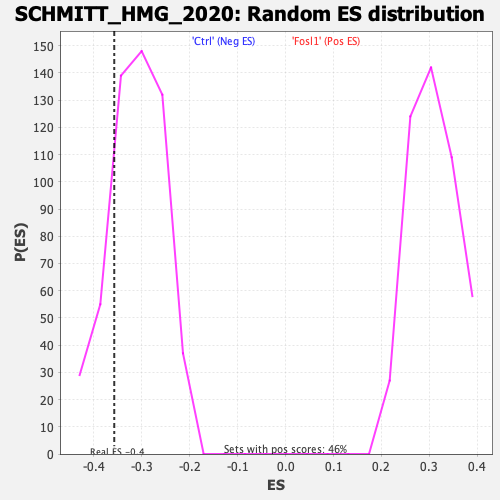 SCHMITT_HMG_2020: Random ES distribution
'Ctrl' (Neg ES) 'Fosl1' (Pos ES)
150
140
130
120
110
100
90
80
70
60
50
40
30
20
10
0
P(ES)
Real ES -0.4
Sets with pos scores: 46%
-0.4 -0.3 -0.2 -0.1 0.0 0.1 0.2 0.3 0.4
ES